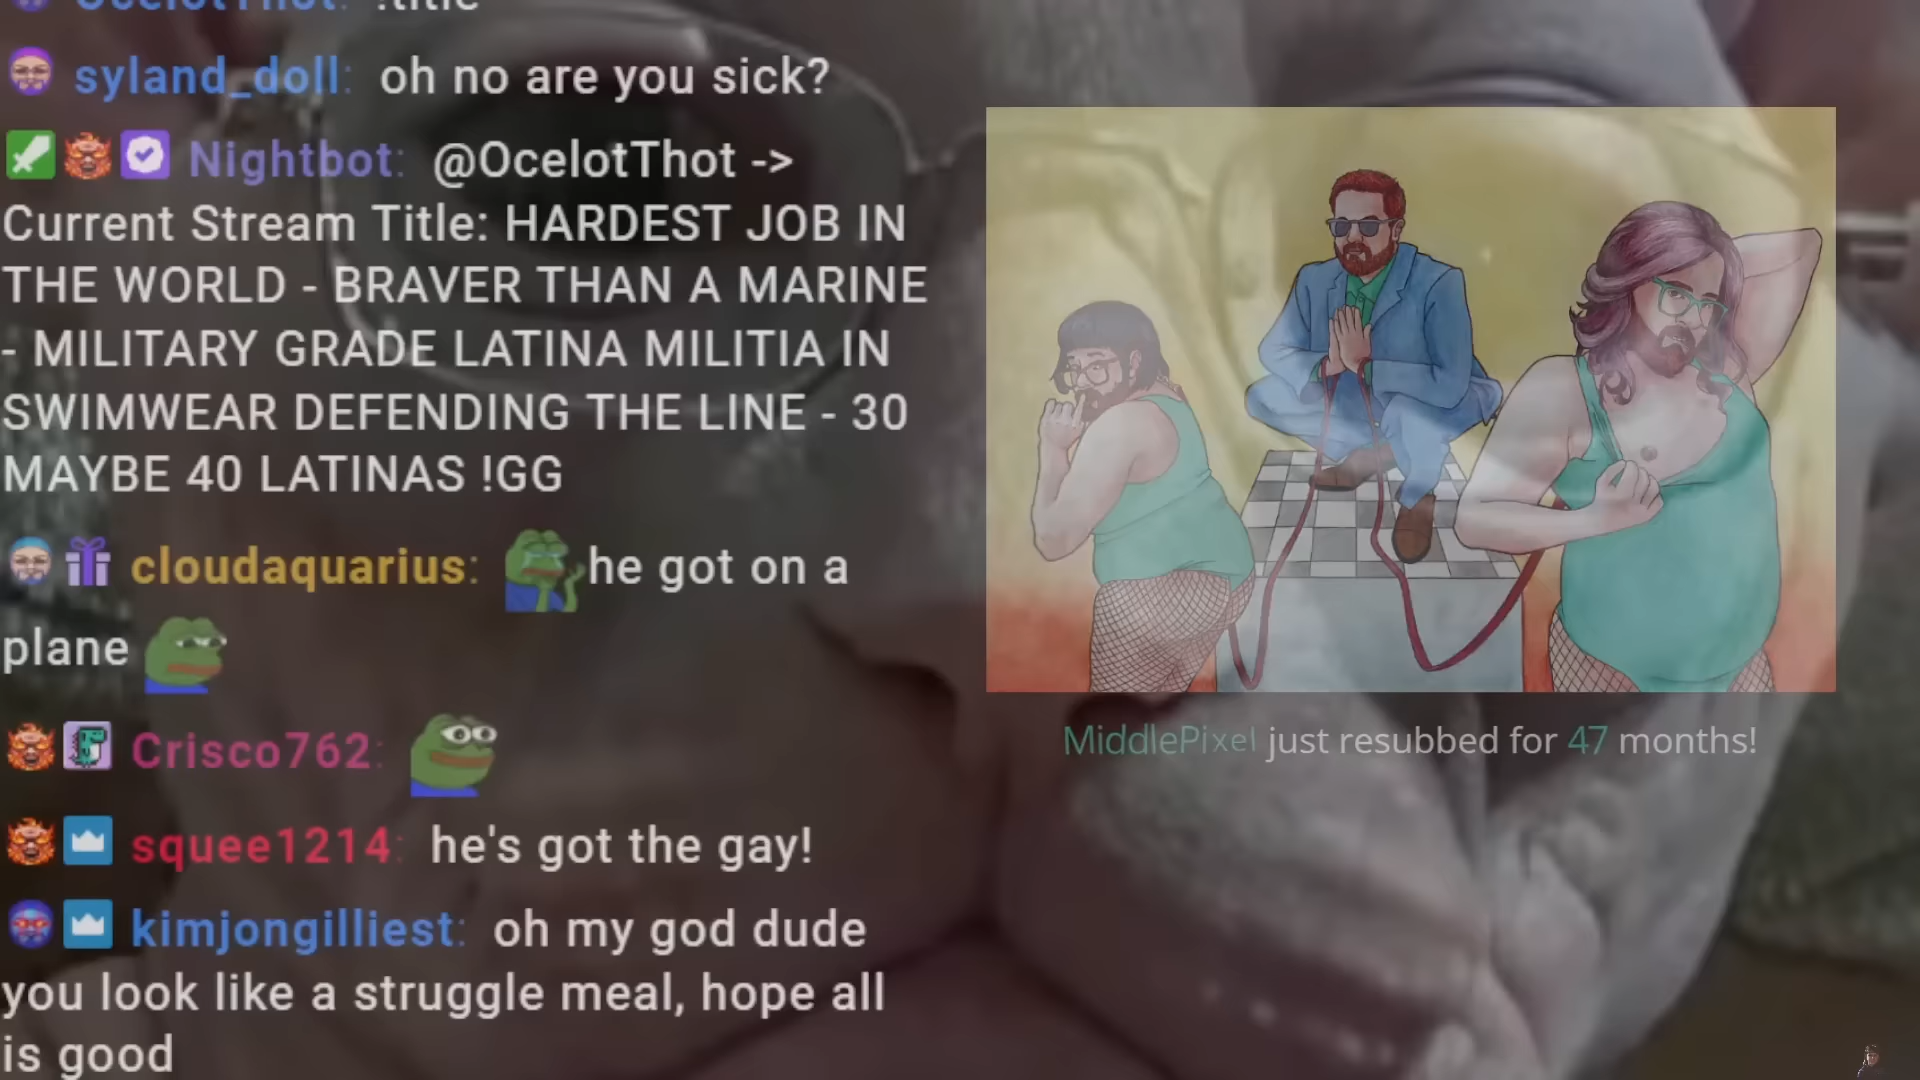 OcelotThot: !title
syland_doll: oh no are you sick?
Nightbot: @OcelotThot ->
Current Stream Title: HARDEST JOB IN
THE WORLD - BRAVER THAN A MARINE
- MILITARY GRADE LATINA MILITIA IN
SWIMWEAR DEFENDING THE LINE - 30
MAYBE 40 LATINAS !GG
cloudaquarius: he got on a
plane
Crisco762:
squee1214: he's got the gay!
kimjongilliest: oh my god dude
you look like a struggle meal, hope all
is good
MiddlePixel just resubbed for 47 months!